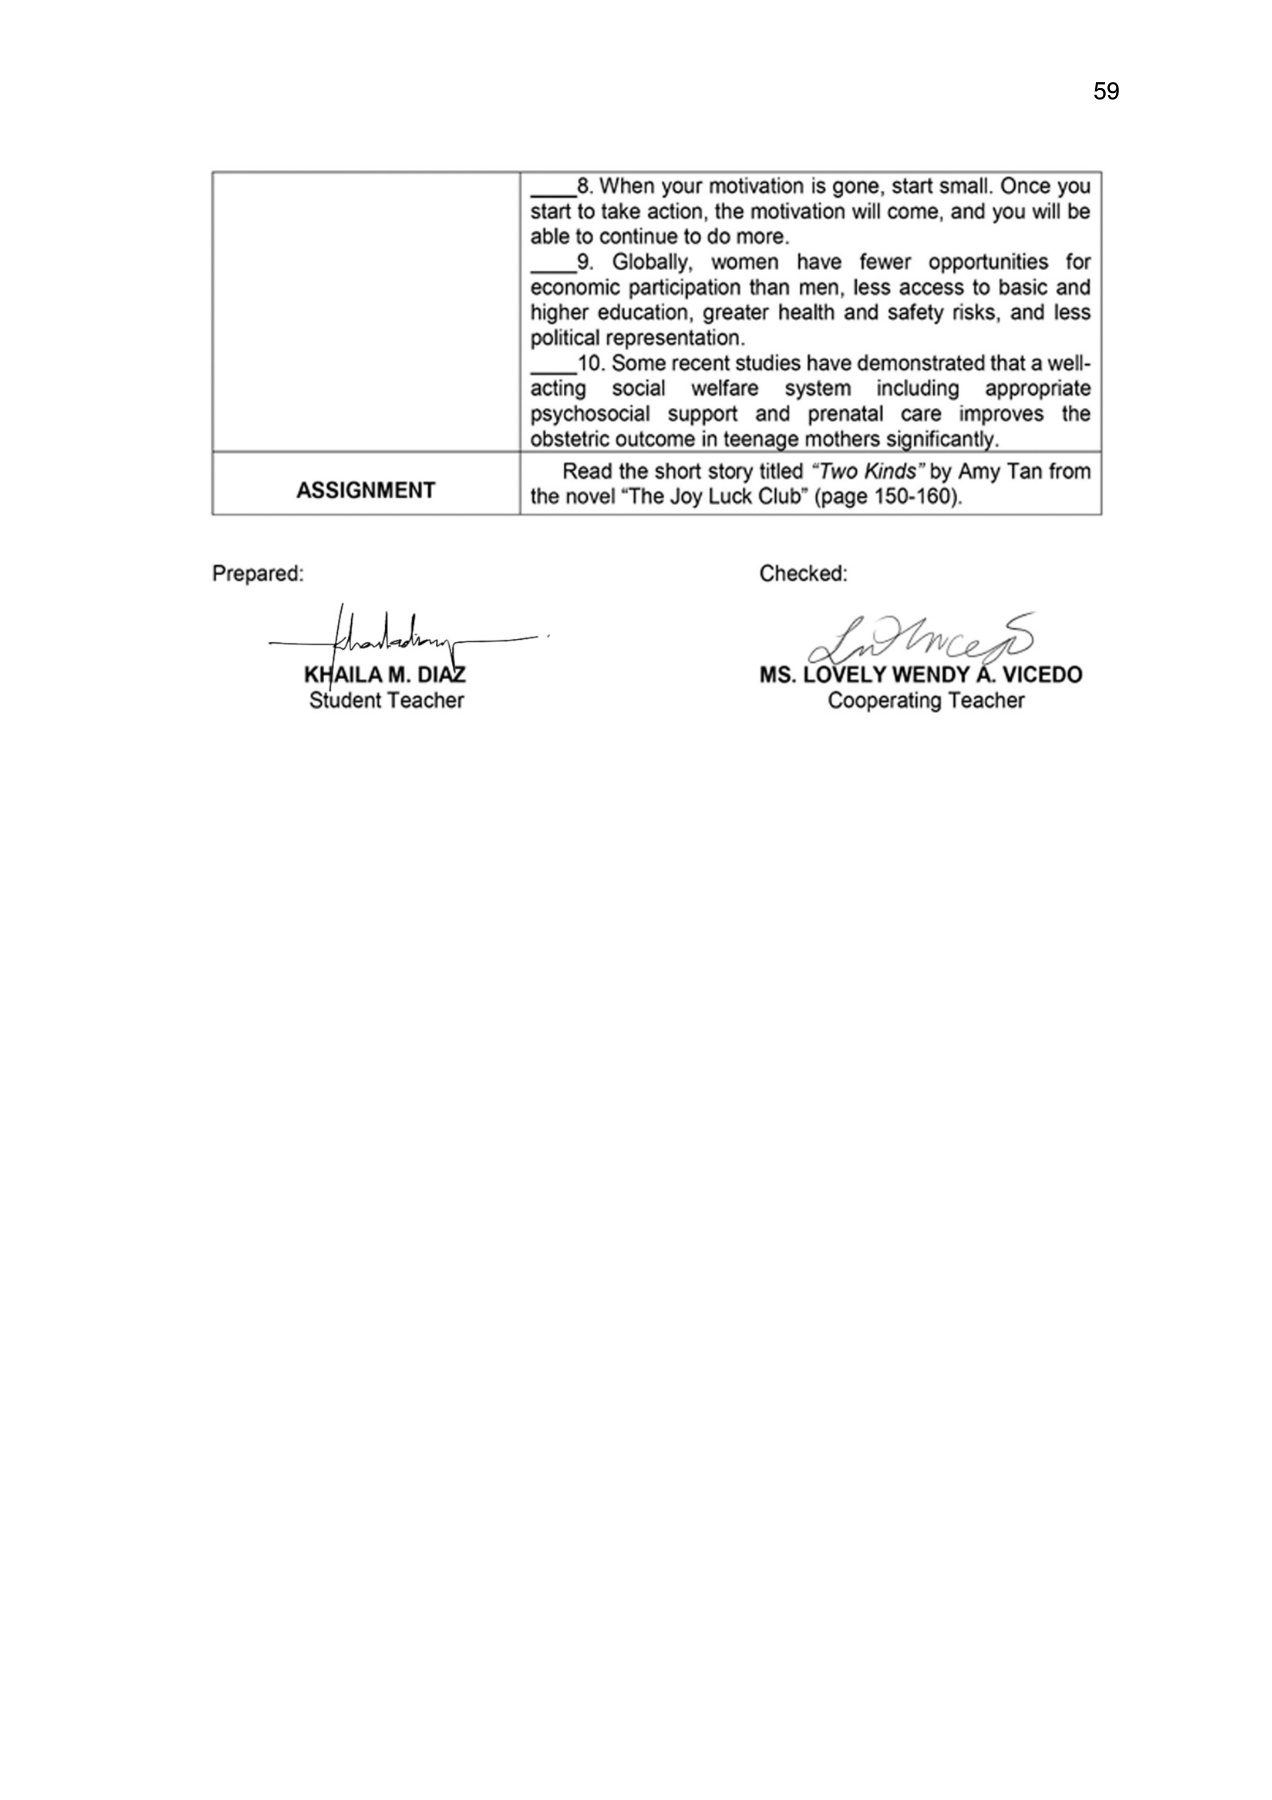 59
____8. When your motivation is gone, start small. Once you
start to take action, the motivation will come, and you will be
able to continue to do more.
____9. Globally, women have fewer opportunities for
economic participation than men, less access to basic and
higher education, greater health and safety risks, and less
political representation.
____10. Some recent studies have demonstrated that a well-
acting social welfare system including appropriate
psychosocial support and prenatal care improves the
obstetric outcome in teenage mothers significantly.
ASSIGNMENT
Read the short story titled “Two Kinds” by Amy Tan from
the novel “The Joy Luck Club” (page 150-160).
Prepared:
KHAILA M. DIAZ
Student Teacher
Checked:
MS. LOVELY WENDY A. VICEDO
Cooperating Teacher